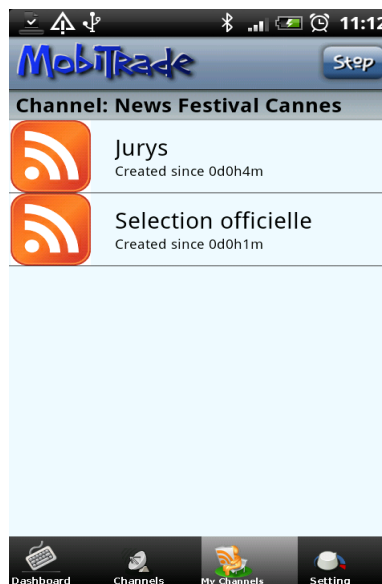 11:12
MobiTrade
Stop
Channel: News Festival Cannes
Jurys
Created since 0d0h4m
Selection officielle
Created since 0d0h1m
Dashboard
Channels
My Channels
Setting